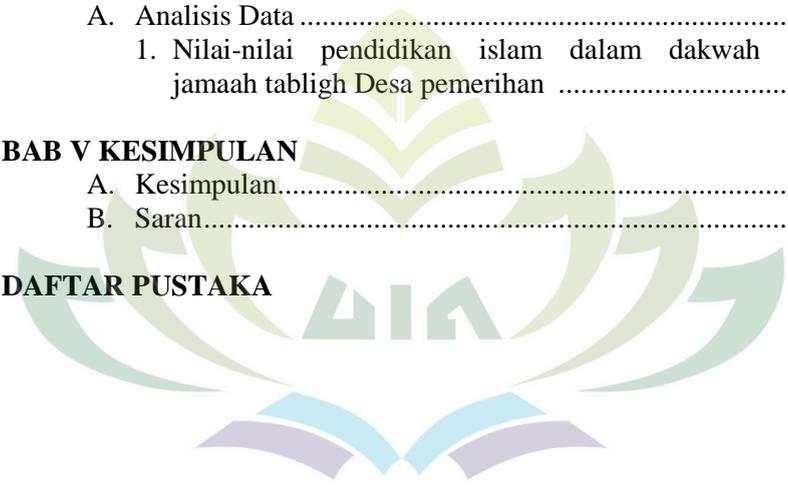 A. Analisis Data ................................................................
1. Nilai-nilai pendidikan islam dalam dakwah
jamaah tabligh Desa pemerihan ..............................
BAB V KESIMPULAN
A. Kesimpulan...................................................................
B. Saran.............................................................................
DAFTAR PUSTAKA
UIN